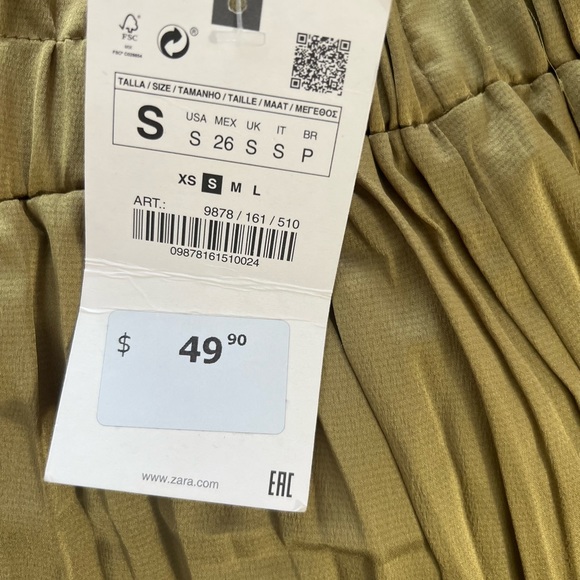 FSC
®
TALLA / SIZE / TAMANHO / TAILLE / MAAT / ΜΕΓΕΘΟΣ
S
USA MEX UK IT BR
S 26 S S P
XS S M L
ART.: 9878 / 161 / 510
09878161510024
$ 49 90
www.zara.com
EAC